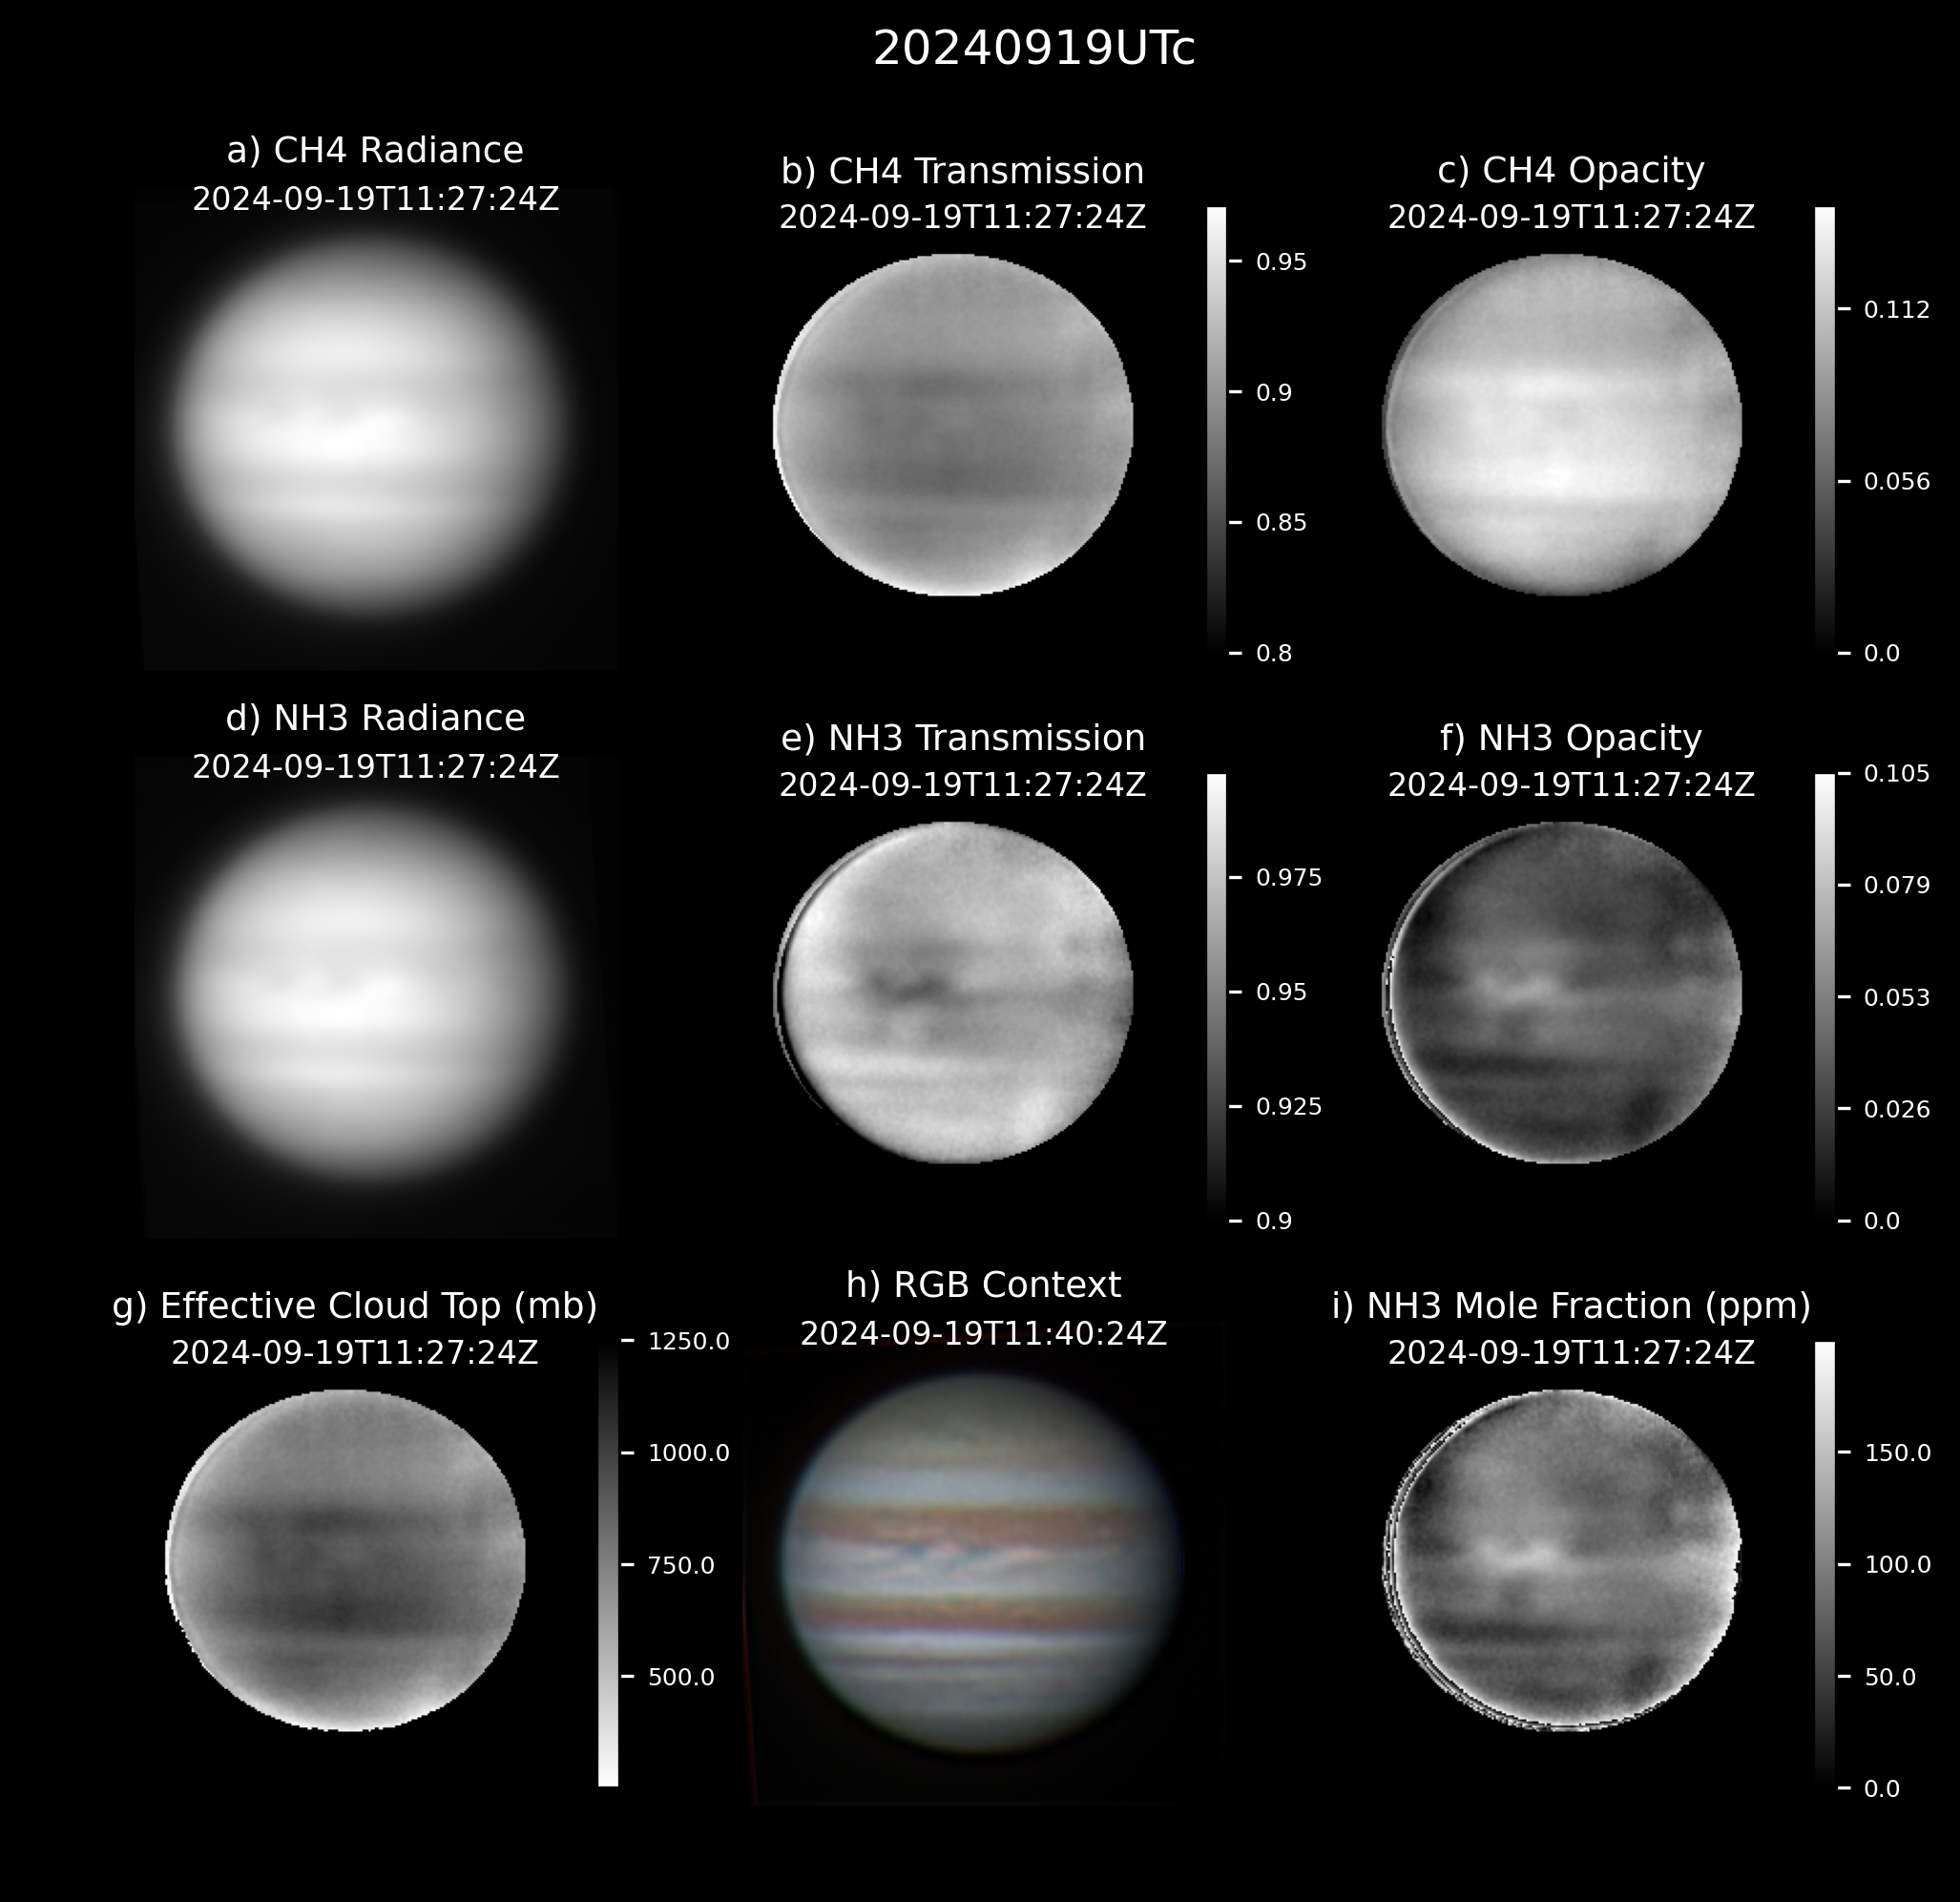 20240919UTc
a) CH4 Radiance
2024-09-19T11:27:24Z
b) CH4 Transmission
2024-09-19T11:27:24Z
0.95
0.9
0.85
0.8
c) CH4 Opacity
2024-09-19T11:27:24Z
0.112
0.056
0.0
d) NH3 Radiance
2024-09-19T11:27:24Z
e) NH3 Transmission
2024-09-19T11:27:24Z
0.975
0.95
0.925
0.9
f) NH3 Opacity
2024-09-19T11:27:24Z
0.105
0.079
0.053
0.026
0.0
g) Effective Cloud Top (mb)
2024-09-19T11:27:24Z
1250.0
1000.0
750.0
500.0
h) RGB Context
2024-09-19T11:40:24Z
i) NH3 Mole Fraction (ppm)
2024-09-19T11:27:24Z
150.0
100.0
50.0
0.0